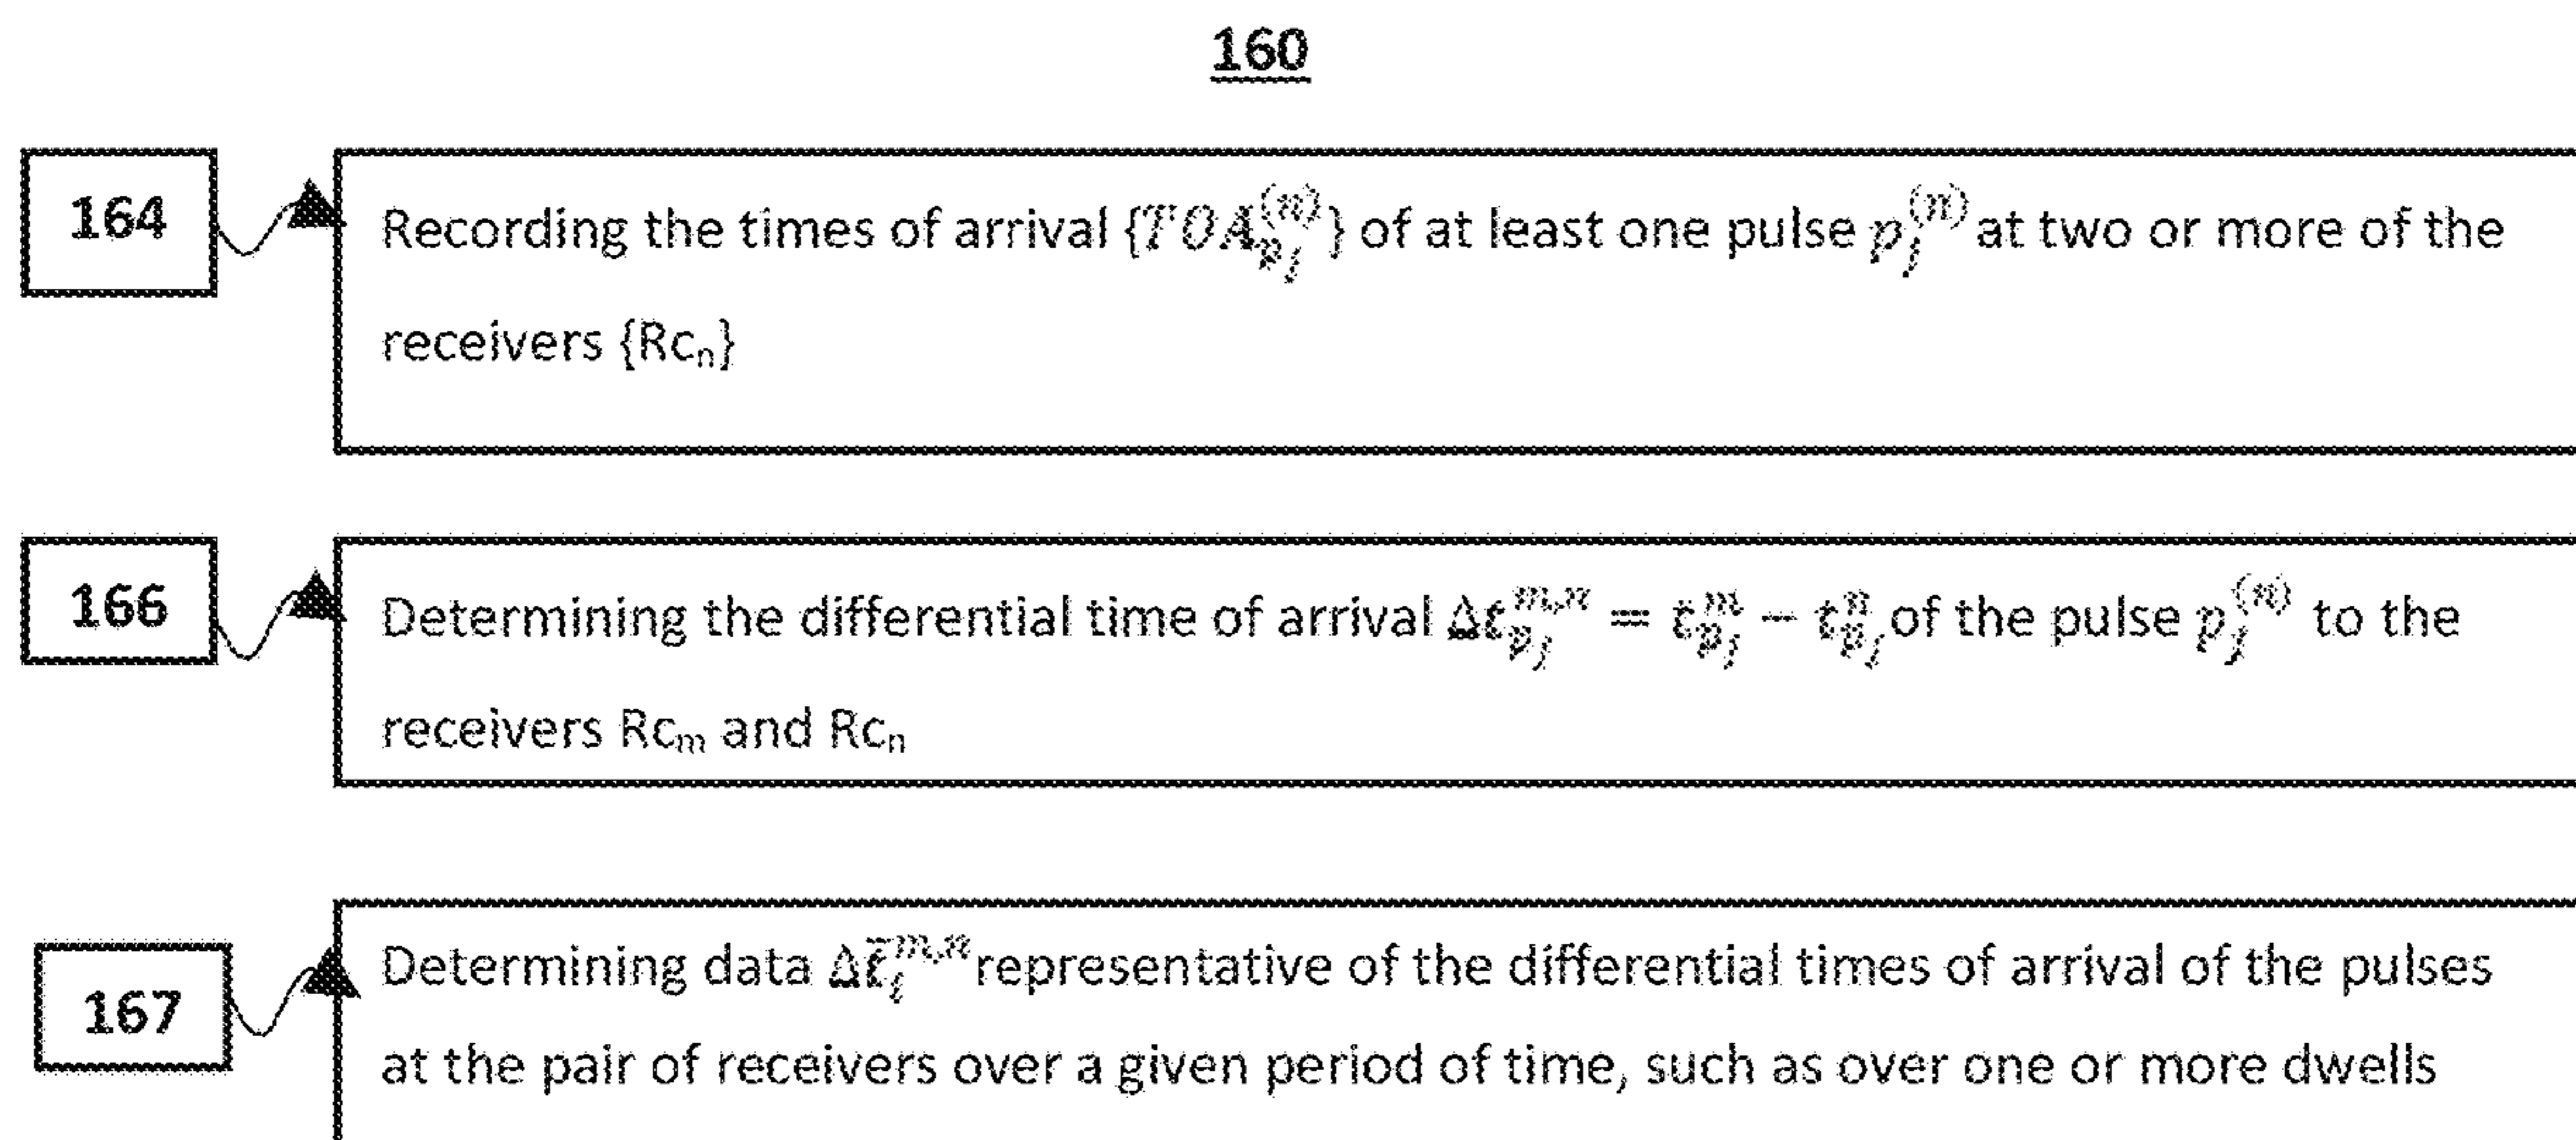 160
164
Recording the times of arrival {TOA_{p_j}^{(n)}} of at least one pulse p_j^{(n)} at two or more of the
receivers {Rc_n}
166
Determining the differential time of arrival Δt_{p_j}^{m,n} = t_{p_j}^m − t_{p_j}^n of the pulse p_j^{(n)} to the
receivers Rc_m and Rc_n
167
Determining data Δt̄_i^{m,n} representative of the differential times of arrival of the pulses
at the pair of receivers over a given period of time, such as over one or more dwells